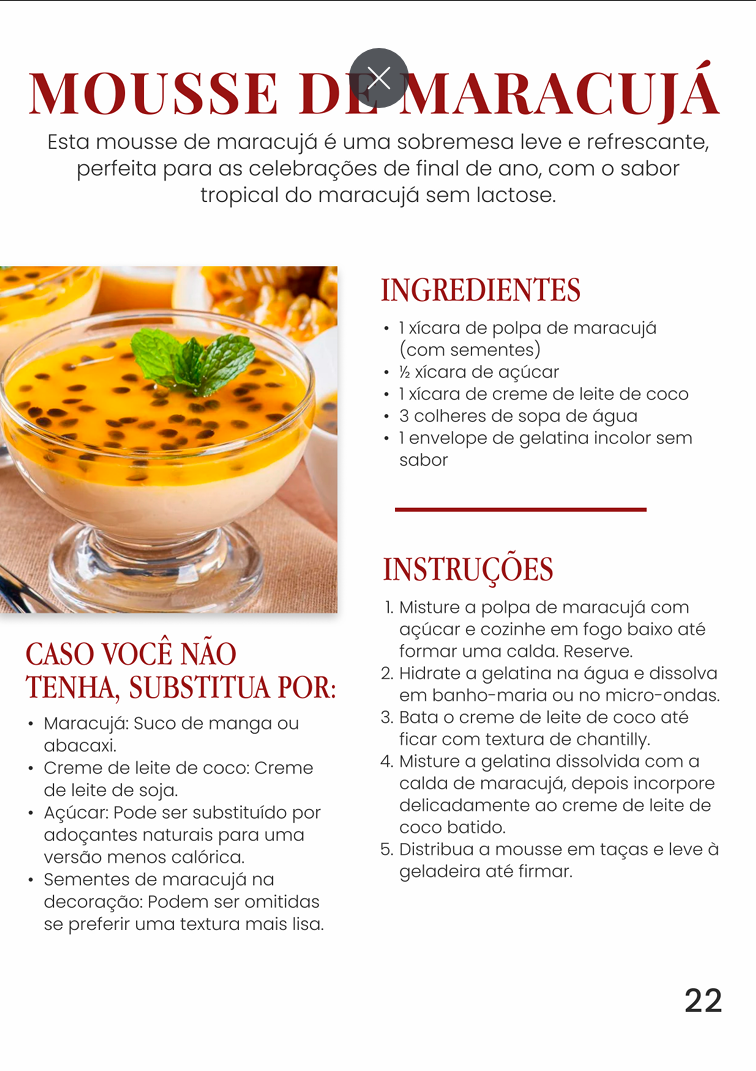 MOUSSE DE MARACUJÁ
Esta mousse de maracujá é uma sobremesa leve e refrescante,
perfeita para as celebrações de final de ano, com o sabor
tropical do maracujá sem lactose.
INGREDIENTES
• 1 xícara de polpa de maracujá
(com sementes)
• ½ xícara de açúcar
• 1 xícara de creme de leite de coco
• 3 colheres de sopa de água
• 1 envelope de gelatina incolor sem
sabor
INSTRUÇÕES
1. Misture a polpa de maracujá com
açúcar e cozinhe em fogo baixo até
formar uma calda. Reserve.
2. Hidrate a gelatina na água e dissolva
em banho-maria ou no micro-ondas.
3. Bata o creme de leite de coco até
ficar com textura de chantilly.
4. Misture a gelatina dissolvida com a
calda de maracujá, depois incorpore
delicadamente ao creme de leite de
coco batido.
5. Distribua a mousse em taças e leve à
geladeira até firmar.
CASO VOCÊ NÃO
TENHA, SUBSTITUA POR:
• Maracujá: Suco de manga ou
abacaxi.
• Creme de leite de coco: Creme
de leite de soja.
• Açúcar: Pode ser substituído por
adoçantes naturais para uma
versão menos calórica.
• Sementes de maracujá na
decoração: Podem ser omitidas
se preferir uma textura mais lisa.
22